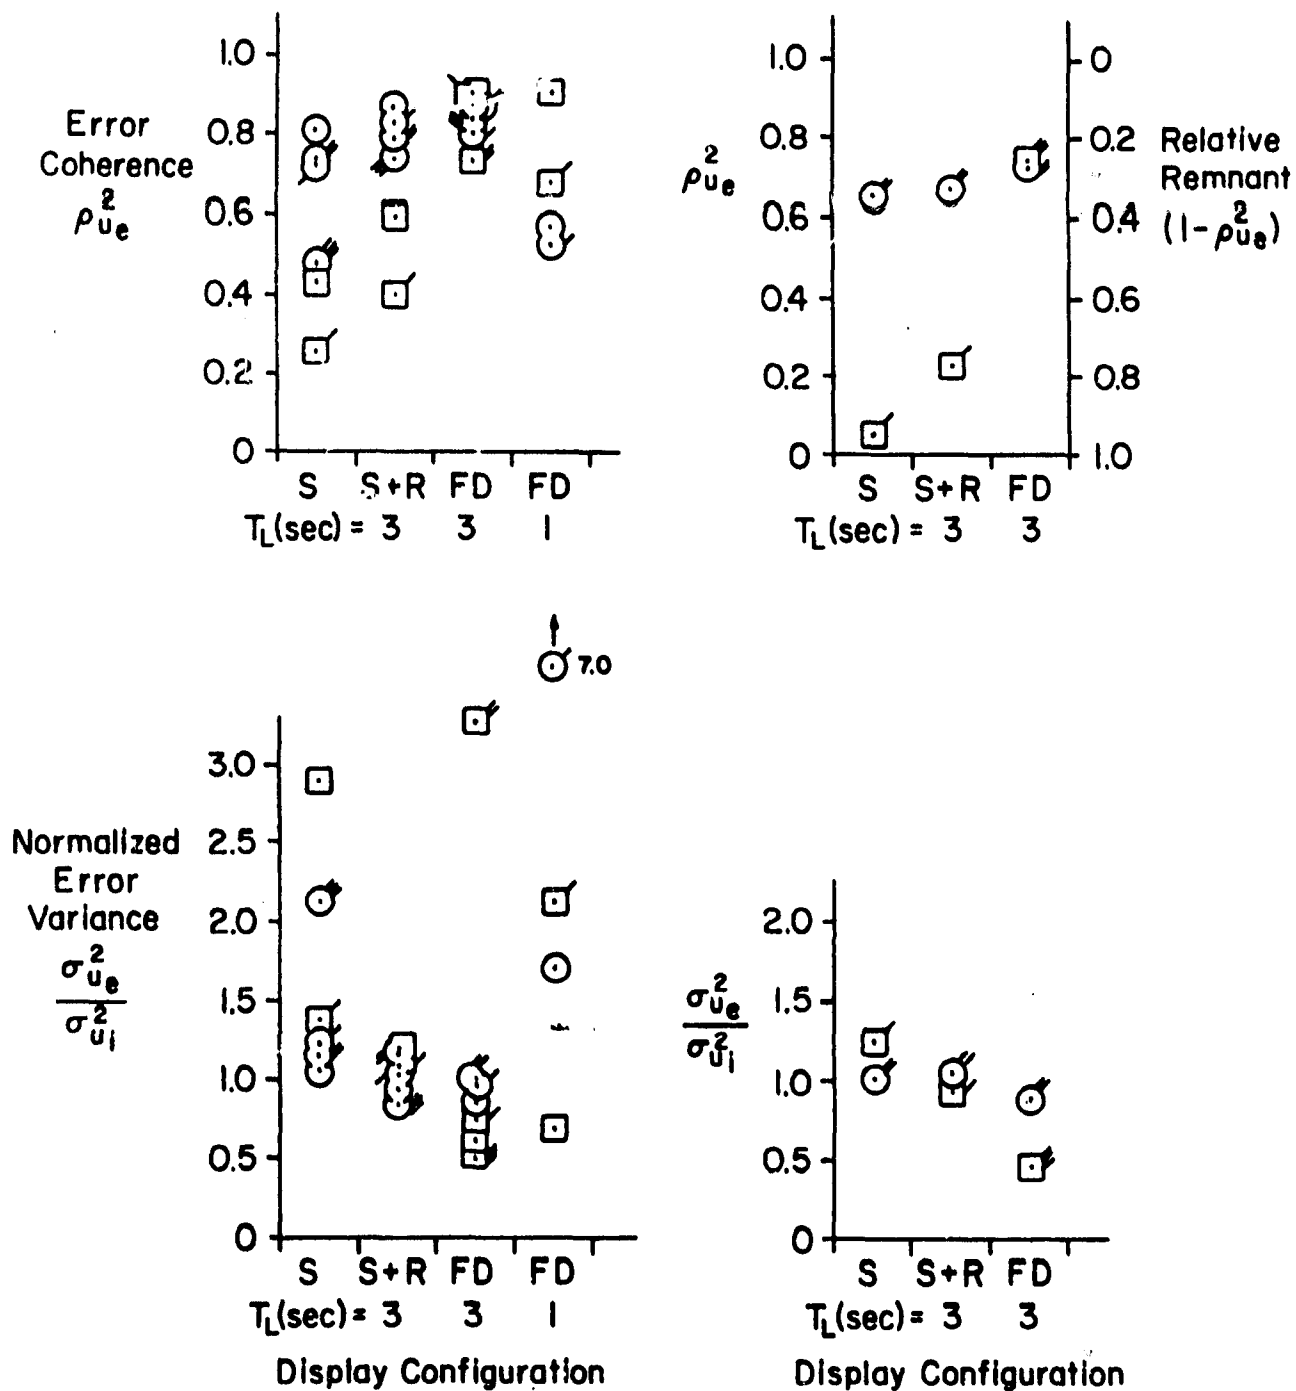 1.0
0.8
0.6
0.4
0.2
0
Error
Coherence
ρ²uₑ
S S+R FD FD
T_L(sec) = 3 3 1
1.0
0.8
0.6
0.4
0.2
0
ρ²uₑ
0
0.2
0.4
0.6
0.8
1.0
Relative
Remnant
(1-ρ²uₑ)
S S+R FD
T_L(sec) = 3 3
7.0
3.0
2.5
2.0
1.5
1.0
0.5
0
Normalized
Error
Variance
σ²uₑ
σ²uᵢ
S S+R FD FD
T_L(sec) = 3 3 1
Display Configuration
2.0
1.5
1.0
0.5
0
σ²uₑ
σ²uᵢ
S S+R FD
T_L(sec) = 3 3
Display Configuration